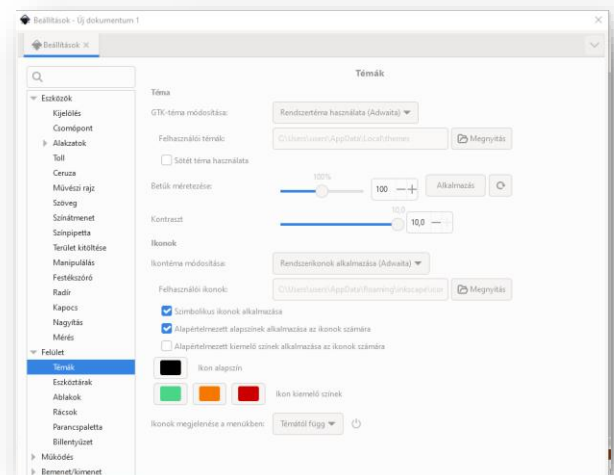 Beállítások - Új dokumentum 1
Beállítások
Témák
Eszközök
Kijelölés
Csomópont
Alakzatok
Toll
Ceruza
Művészi rajz
Szöveg
Színátmenet
Színpipetta
Terület kitöltése
Manipulálás
Festékszóró
Radír
Kapocs
Nagyítás
Mérés
Felület
Témák
Eszköztárak
Ablakok
Rácsok
Parancspaletta
Billentyűzet
Működés
Bemenet/kimenet
Téma
GTK-téma módosítása: Rendszertéma használata (Adwaita)
Felhasználói témák: C:\Users\users\AppData\Local\themes Megnyitás
Sötét téma használata
100%
Betűk méretezése: 100 Alkalmazás
10,0
Kontraszt 10,0
Ikonok
Ikontéma módosítása: Rendszerikonok alkalmazása (Adwaita)
Felhasználói ikonok: Megnyitás
Szimbolikus ikonok alkalmazása
Alapértelmezett alapszínek alkalmazása az ikonok számára
Alapértelmezett kiemelő színek alkalmazása az ikonok számára
Ikon alapszín
Ikon kiemelő színek
Ikonok megjelenése a menükben: Témától függ